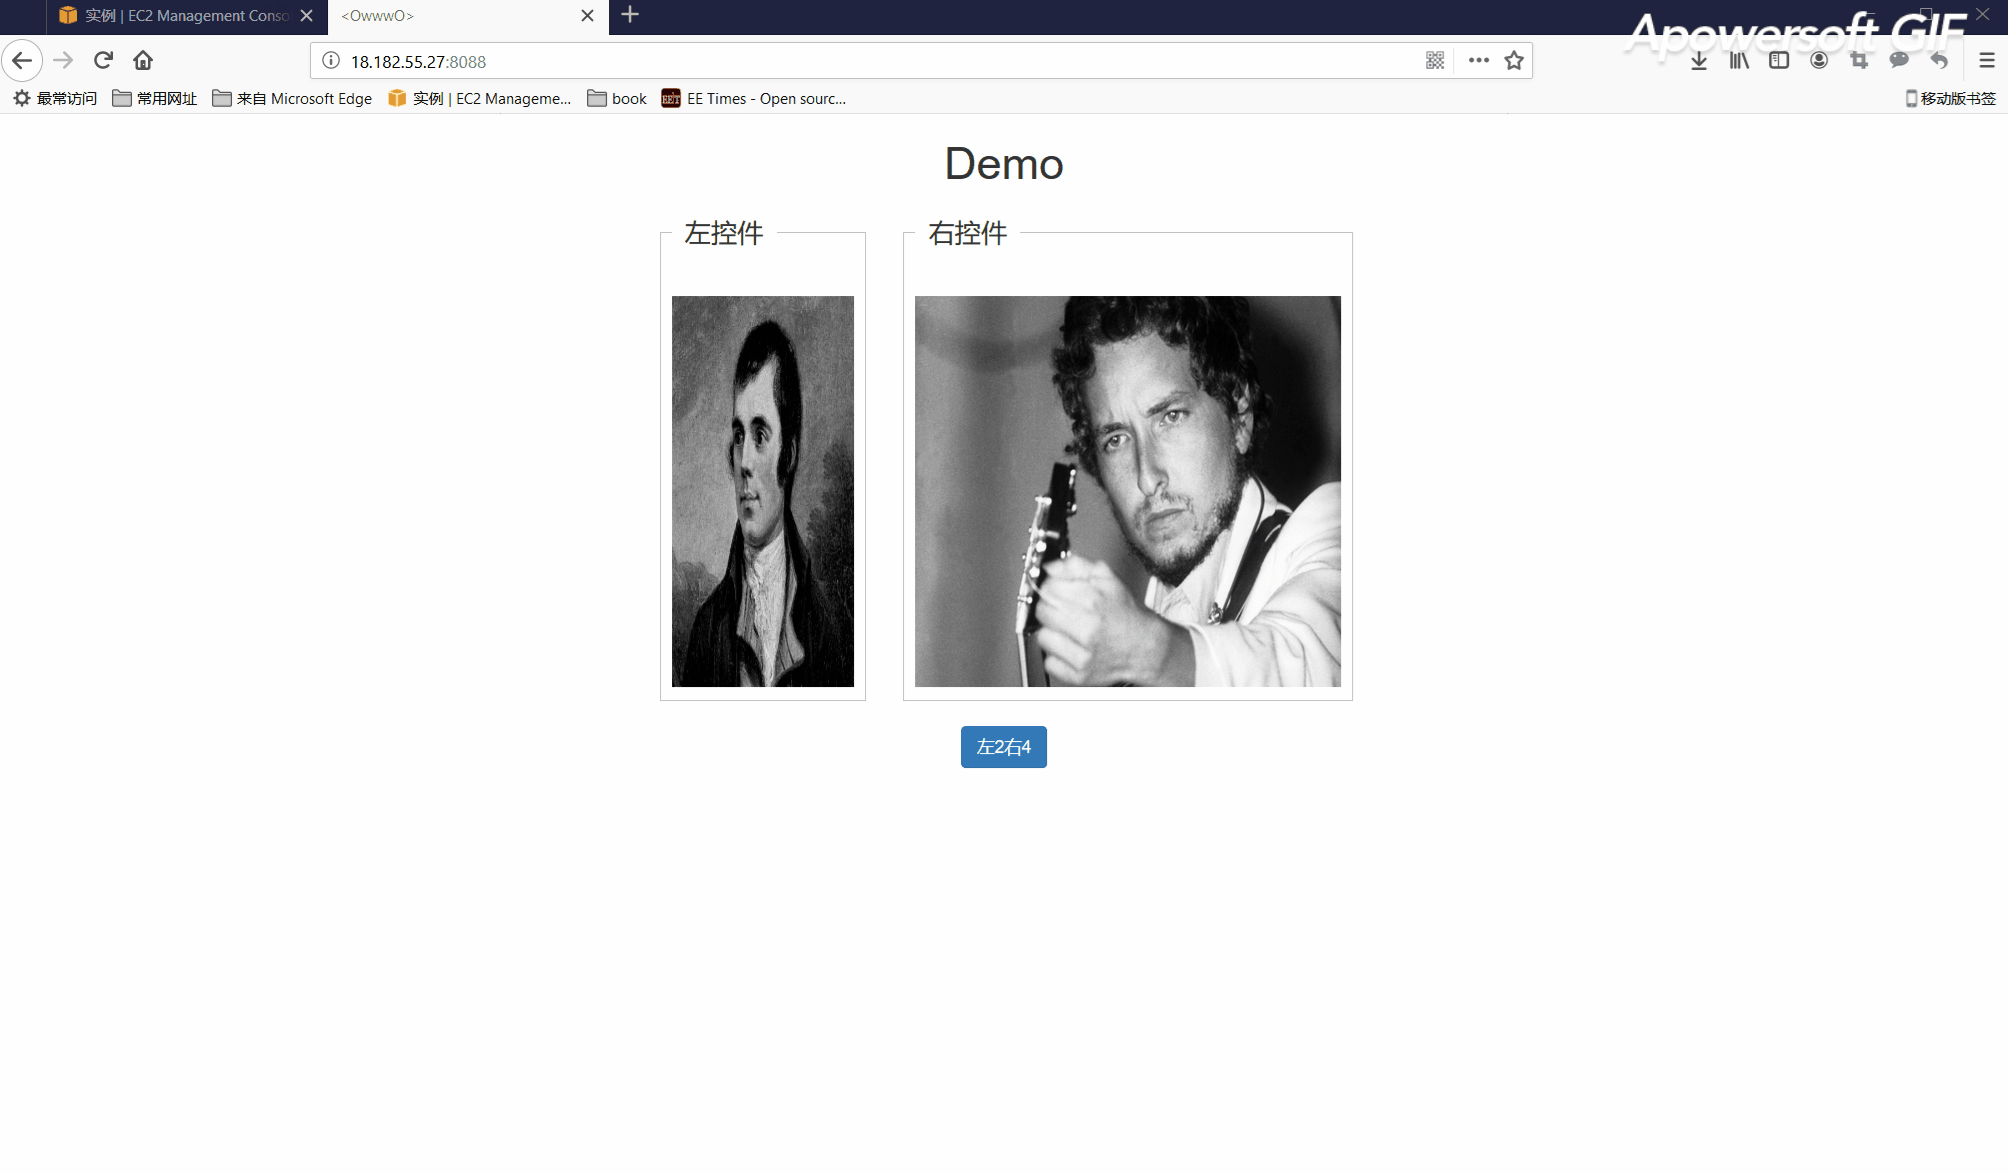 实例 | EC2 Management Conso
<OwwwO>
Apowersoft GIF
18.182.55.27:8088
最常访问
常用网址
来自 Microsoft Edge
实例 | EC2 Manageme...
book
EE Times - Open sourc...
移动版书签
Demo
左控件
右控件
左2右4